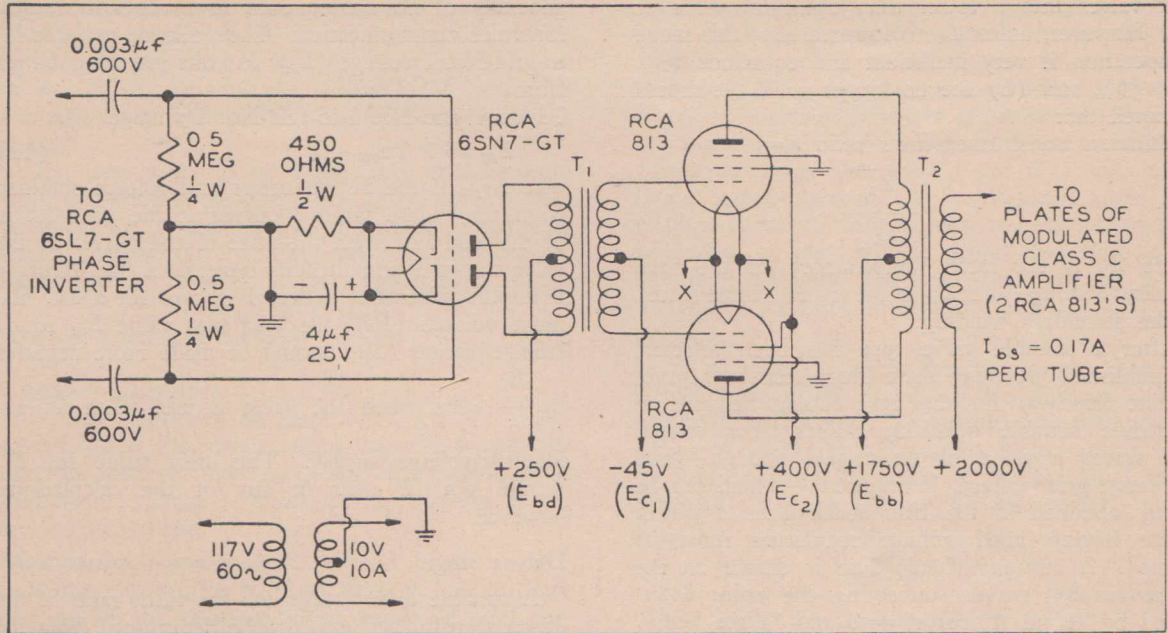 0.003µf
600V
0.5
MEG
1/4 W
450
OHMS
1/2 W
RCA
6SN7-GT
RCA
813
T1
T2
TO
RCA
6SL7-GT
PHASE
INVERTER
- +
X X
TO
PLATES OF
MODULATED
CLASS C
AMPLIFIER
(2 RCA 813'S)
Ibs = 0.17A
PER TUBE
0.5
MEG
1/4 W
4µf
25V
0.003µf
600V
RCA
813
+250V
(Ebd)
-45V
(Ec1)
+400V
(Ec2)
+1750V
(Ebb)
+2000V
117V
60~
10V
10A